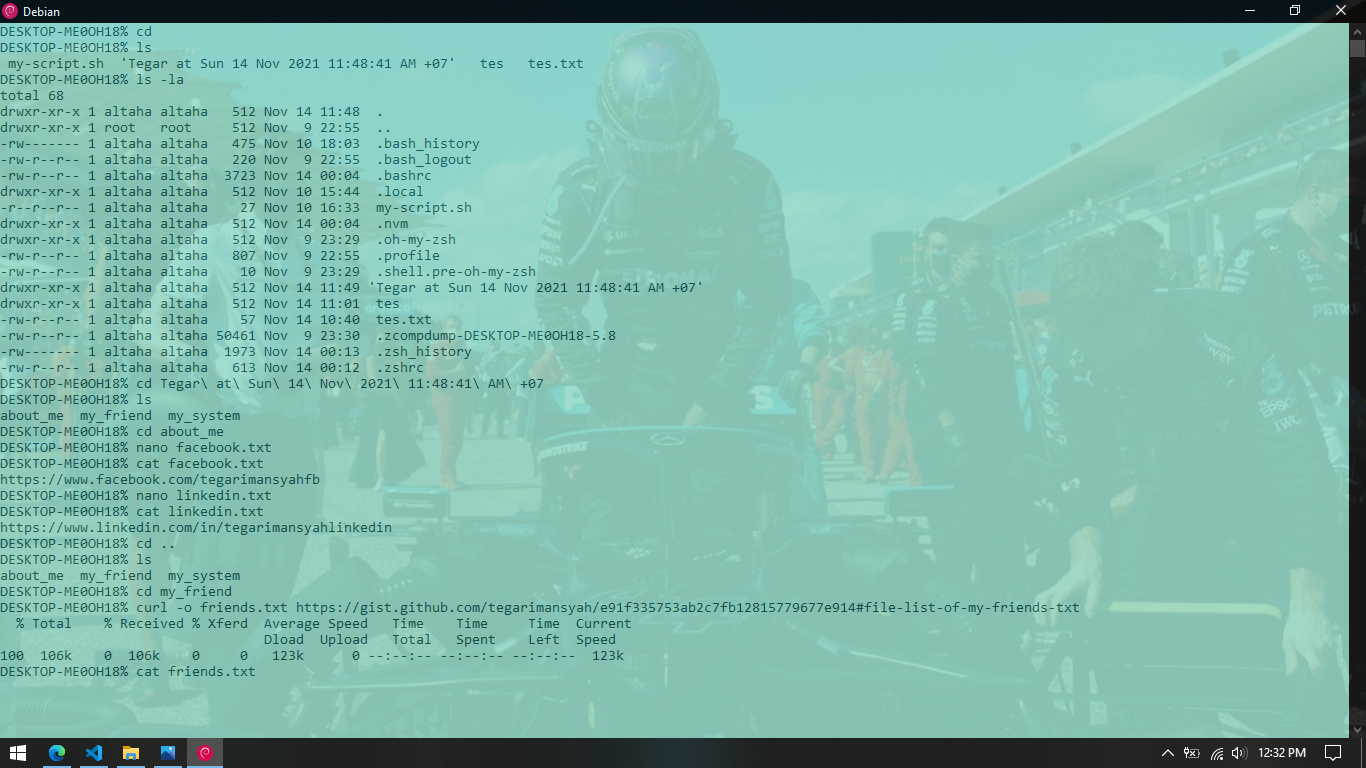 Debian
DESKTOP-ME0OH18% cd
DESKTOP-ME0OH18% ls
 my-script.sh  'Tegar at Sun 14 Nov 2021 11:48:41 AM +07'   tes   tes.txt
DESKTOP-ME0OH18% ls -la
total 68
drwxr-xr-x 1 altaha altaha   512 Nov 14 11:48  .
drwxr-xr-x 1 root   root     512 Nov  9 22:55  ..
-rw------- 1 altaha altaha   475 Nov 10 18:03  .bash_history
-rw-r--r-- 1 altaha altaha   220 Nov  9 22:55  .bash_logout
-rw-r--r-- 1 altaha altaha  3723 Nov 14 00:04  .bashrc
drwxr-xr-x 1 altaha altaha   512 Nov 10 15:44  .local
-r--r--r-- 1 altaha altaha    27 Nov 10 16:33  my-script.sh
drwxr-xr-x 1 altaha altaha   512 Nov 14 00:04  .nvm
drwxr-xr-x 1 altaha altaha   512 Nov  9 23:29  .oh-my-zsh
-rw-r--r-- 1 altaha altaha   807 Nov  9 22:55  .profile
-rw-r--r-- 1 altaha altaha    10 Nov  9 23:29  .shell.pre-oh-my-zsh
drwxr-xr-x 1 altaha altaha   512 Nov 14 11:49 'Tegar at Sun 14 Nov 2021 11:48:41 AM +07'
drwxr-xr-x 1 altaha altaha   512 Nov 14 11:01  tes
-rw-r--r-- 1 altaha altaha    57 Nov 14 10:40  tes.txt
-rw-r--r-- 1 altaha altaha 50461 Nov  9 23:30  .zcompdump-DESKTOP-ME0OH18-5.8
-rw------- 1 altaha altaha  1973 Nov 14 00:13  .zsh_history
-rw-r--r-- 1 altaha altaha   613 Nov 14 00:12  .zshrc
DESKTOP-ME0OH18% cd Tegar\ at\ Sun\ 14\ Nov\ 2021\ 11:48:41\ AM\ +07
DESKTOP-ME0OH18% ls
about_me  my_friend  my_system
DESKTOP-ME0OH18% cd about_me
DESKTOP-ME0OH18% nano facebook.txt
DESKTOP-ME0OH18% cat facebook.txt
https://www.facebook.com/tegarimansyahfb
DESKTOP-ME0OH18% nano linkedin.txt
DESKTOP-ME0OH18% cat linkedin.txt
https://www.linkedin.com/in/tegarimansyahlinkedin
DESKTOP-ME0OH18% cd ..
DESKTOP-ME0OH18% ls
about_me  my_friend  my_system
DESKTOP-ME0OH18% cd my_friend
DESKTOP-ME0OH18% curl -o friends.txt https://gist.github.com/tegarimansyah/e91f335753ab2c7fb12815779677e914#file-list-of-my-friends-txt
  % Total    % Received % Xferd  Average Speed   Time    Time     Time  Current
                                 Dload  Upload   Total   Spent    Left  Speed
100  106k    0  106k    0     0   123k      0 --:--:-- --:--:-- --:--:--  123k
DESKTOP-ME0OH18% cat friends.txt
PETRONAS
12:32 PM